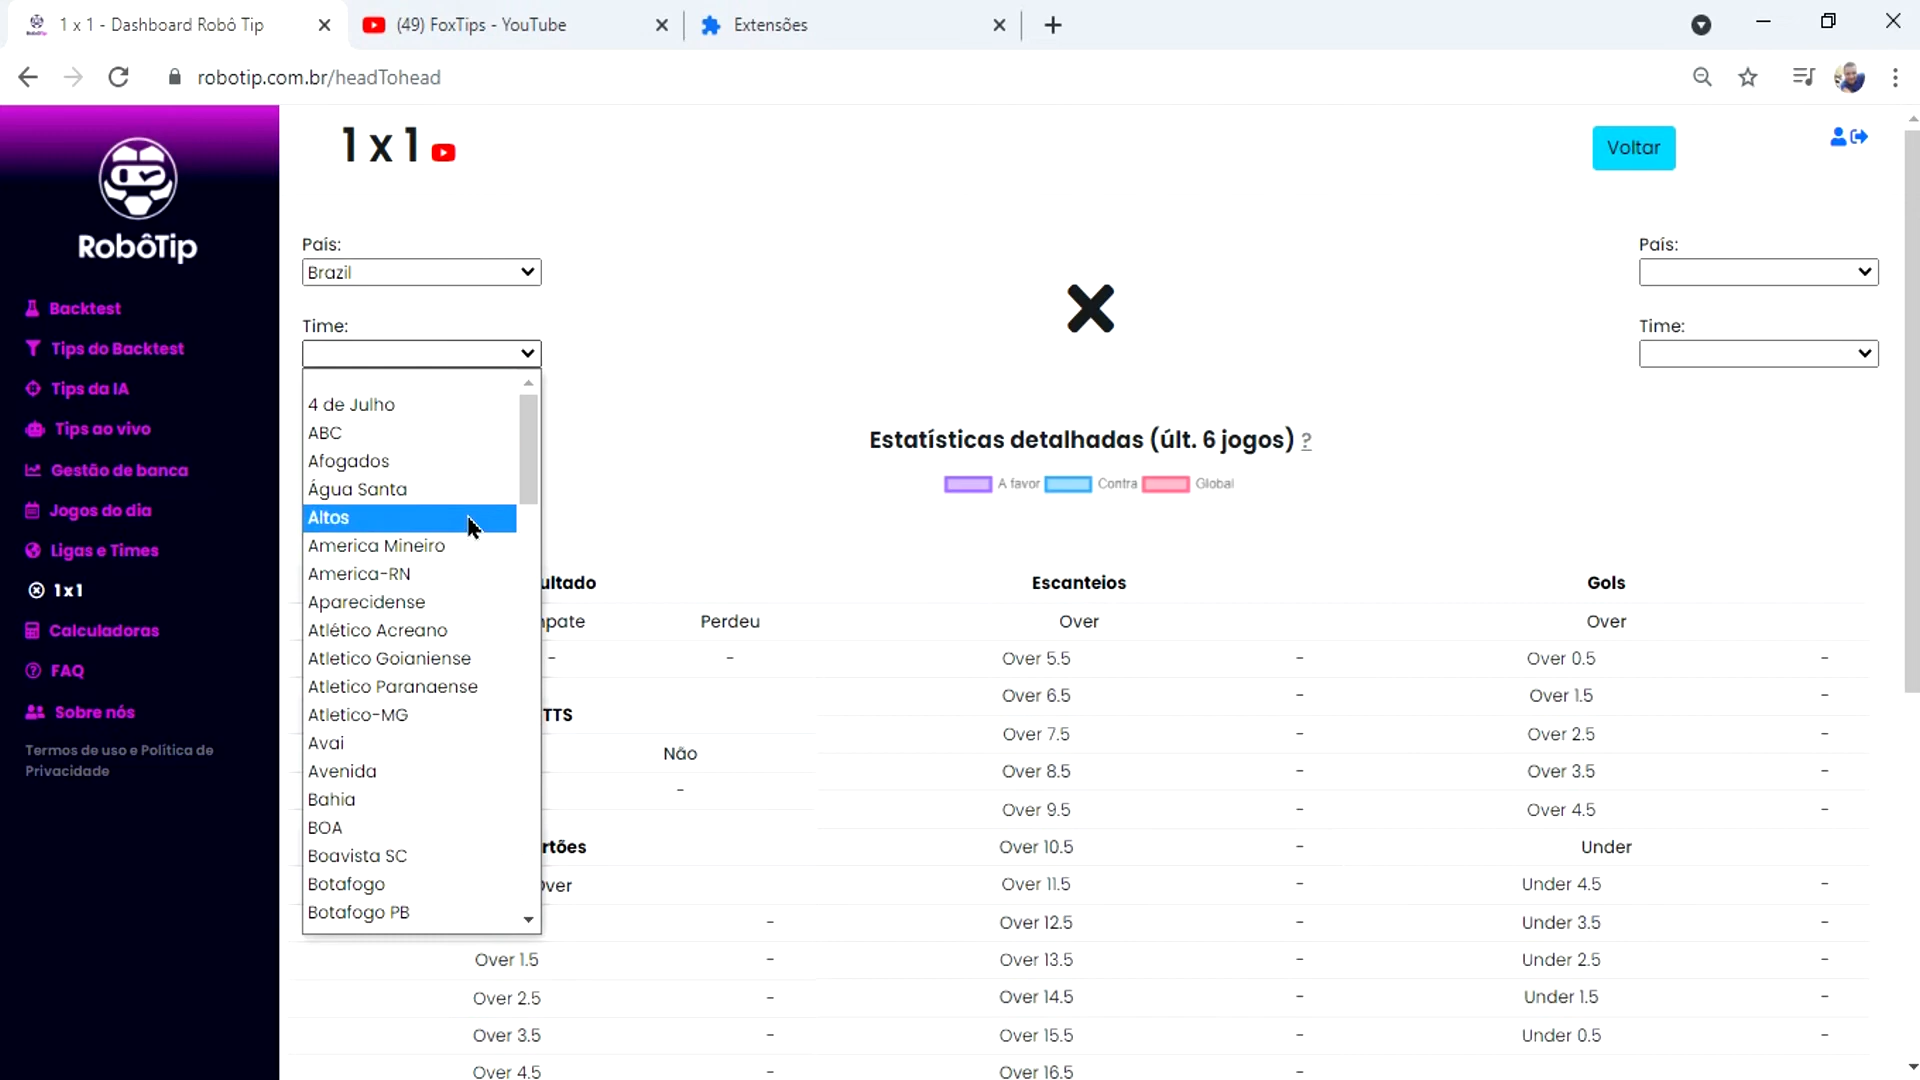 1 x 1 - Dashboard Robô Tip
(49) FoxTips - YouTube
Extensões
robotip.com.br/headTohead
RobôTip
Backtest
Tips do Backtest
Tips da IA
Tips ao vivo
Gestão de banca
Jogos do dia
Ligas e Times
1 x 1
Calculadoras
FAQ
Sobre nós
Termos de uso e Política de
Privacidade
1 x 1
Voltar
País:
Brazil
Time:
4 de Julho
ABC
Afogados
Água Santa
Altos
America Mineiro
America-RN
Aparecidense
Atlético Acreano
Atletico Goianiense
Atletico Paranaense
Atletico-MG
Avai
Avenida
Bahia
BOA
Boavista SC
Botafogo
Botafogo PB
País:
Time:
Estatísticas detalhadas (últ. 6 jogos) ?
A favor Contra Global
ultado
pate Perdeu
- -
TTS
Não
-
rtões
Over
-
Over 1.5 -
Over 2.5 -
Over 3.5 -
Over 4.5 -
Escanteios
Over
Over 5.5 -
Over 6.5 -
Over 7.5 -
Over 8.5 -
Over 9.5 -
Over 10.5 -
Over 11.5 -
Over 12.5 -
Over 13.5 -
Over 14.5 -
Over 15.5 -
Over 16.5 -
Gols
Over
Over 0.5 -
Over 1.5 -
Over 2.5 -
Over 3.5 -
Over 4.5 -
Under
Under 4.5 -
Under 3.5 -
Under 2.5 -
Under 1.5 -
Under 0.5 -